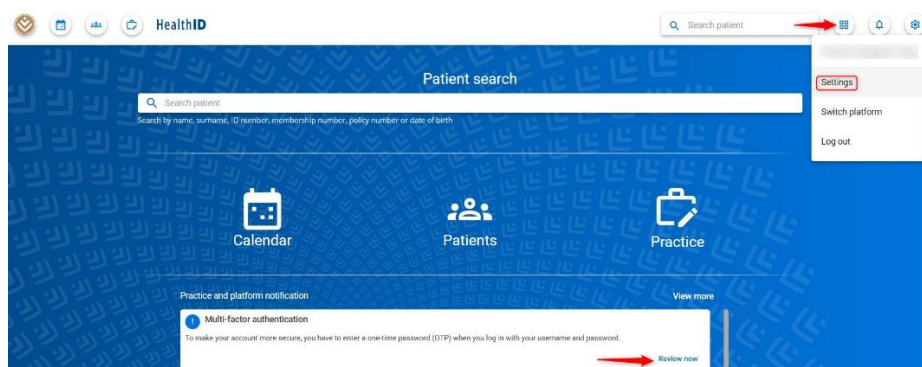 HealthID
Search patient
Settings
Switch platform
Log out
Patient search
Search patient
Search by name, surname, ID number, membership number, policy number or date of birth
Calendar
Patients
Practice
Practice and platform notification
View more
Multi-factor authentication
To make your account more secure, you have to enter a one-time password (OTP) when you log in with your username and password.
Review now